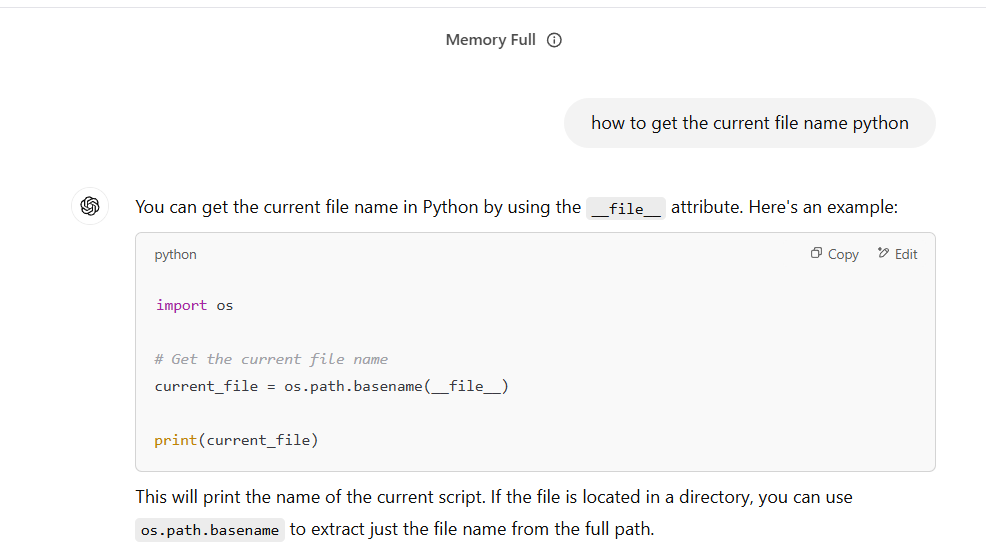 Memory Full
how to get the current file name python
You can get the current file name in Python by using the __file__ attribute. Here's an example:
python Copy Edit
import os
# Get the current file name
current_file = os.path.basename(__file__)
print(current_file)
This will print the name of the current script. If the file is located in a directory, you can use
os.path.basename to extract just the file name from the full path.